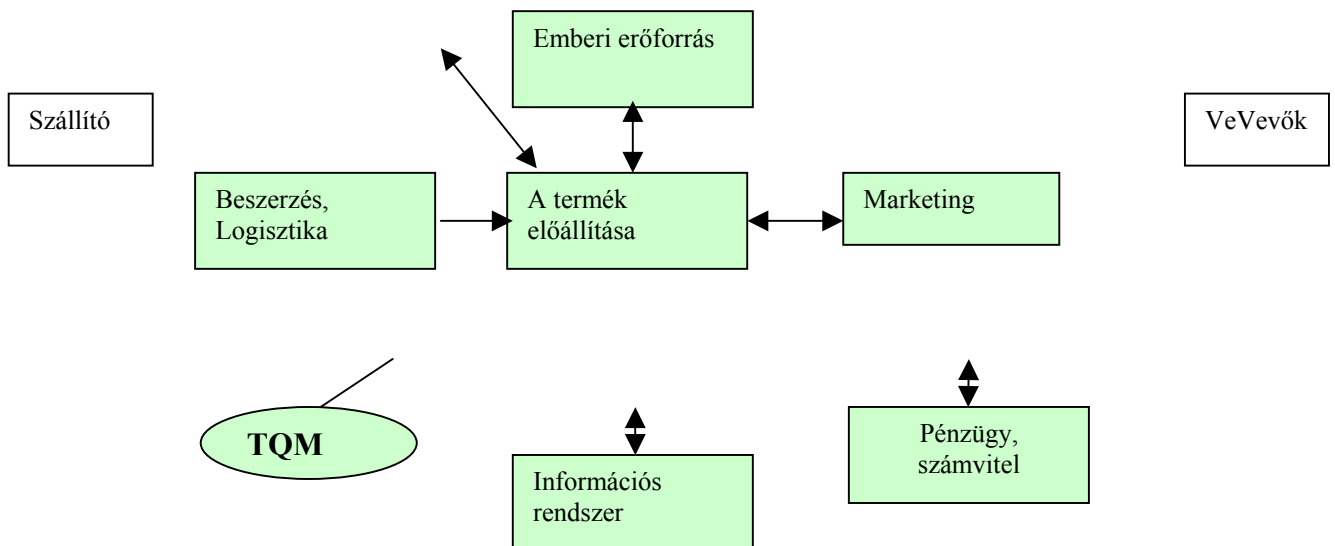 Emberi erőforrás
Szállító
VeVevők
Beszerzés,
Logisztika
A termék
előállítása
Marketing
TQM
Információs
rendszer
Pénzügy,
számvitel